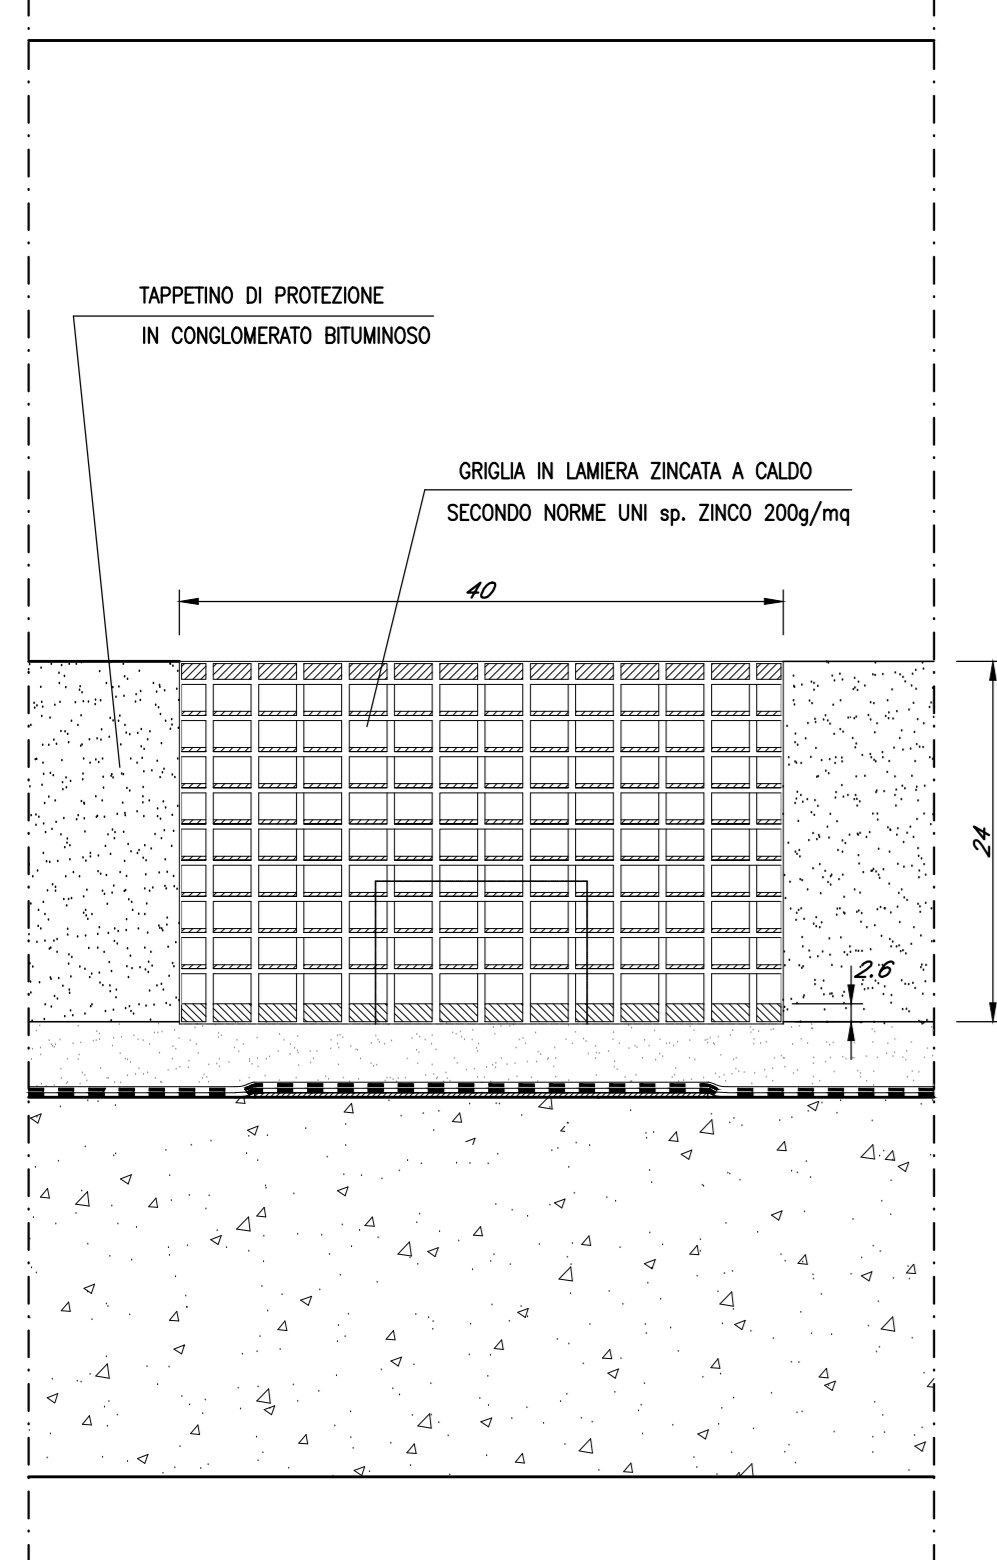 TAPPETINO DI PROTEZIONE
IN CONGLOMERATO BITUMINOSO
GRIGLIA IN LAMIERA ZINCATA A CALDO
SECONDO NORME UNI sp. ZINCO 200g/mq
40
24
2.6